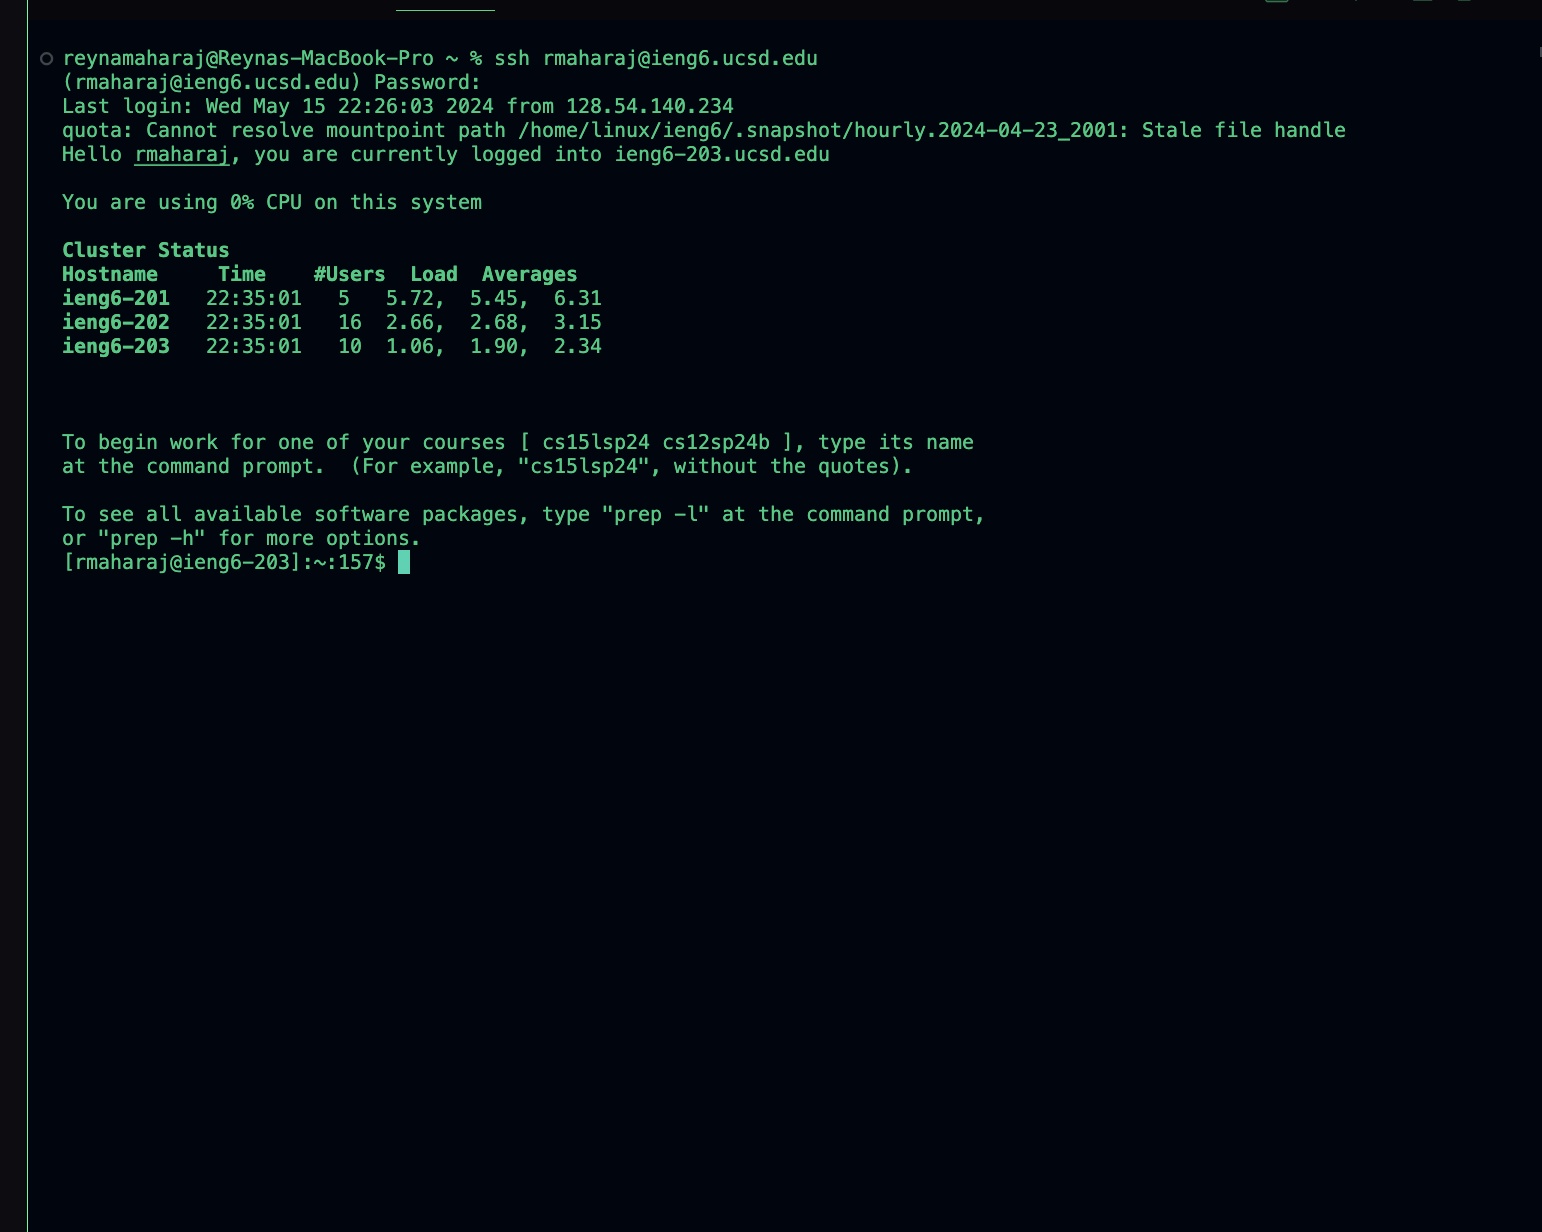 reynamaharaj@Reynas-MacBook-Pro ~ % ssh rmaharaj@ieng6.ucsd.edu
(rmaharaj@ieng6.ucsd.edu) Password:
Last login: Wed May 15 22:26:03 2024 from 128.54.140.234
quota: Cannot resolve mountpoint path /home/linux/ieng6/.snapshot/hourly.2024-04-23_2001: Stale file handle
Hello rmaharaj, you are currently logged into ieng6-203.ucsd.edu

You are using 0% CPU on this system

Cluster Status
Hostname     Time    #Users  Load  Averages
ieng6-201   22:35:01   5   5.72,  5.45,  6.31
ieng6-202   22:35:01   16  2.66,  2.68,  3.15
ieng6-203   22:35:01   10  1.06,  1.90,  2.34

To begin work for one of your courses [ cs15lsp24 cs12sp24b ], type its name
at the command prompt.  (For example, "cs15lsp24", without the quotes).

To see all available software packages, type "prep -l" at the command prompt,
or "prep -h" for more options.
[rmaharaj@ieng6-203]:~:157$